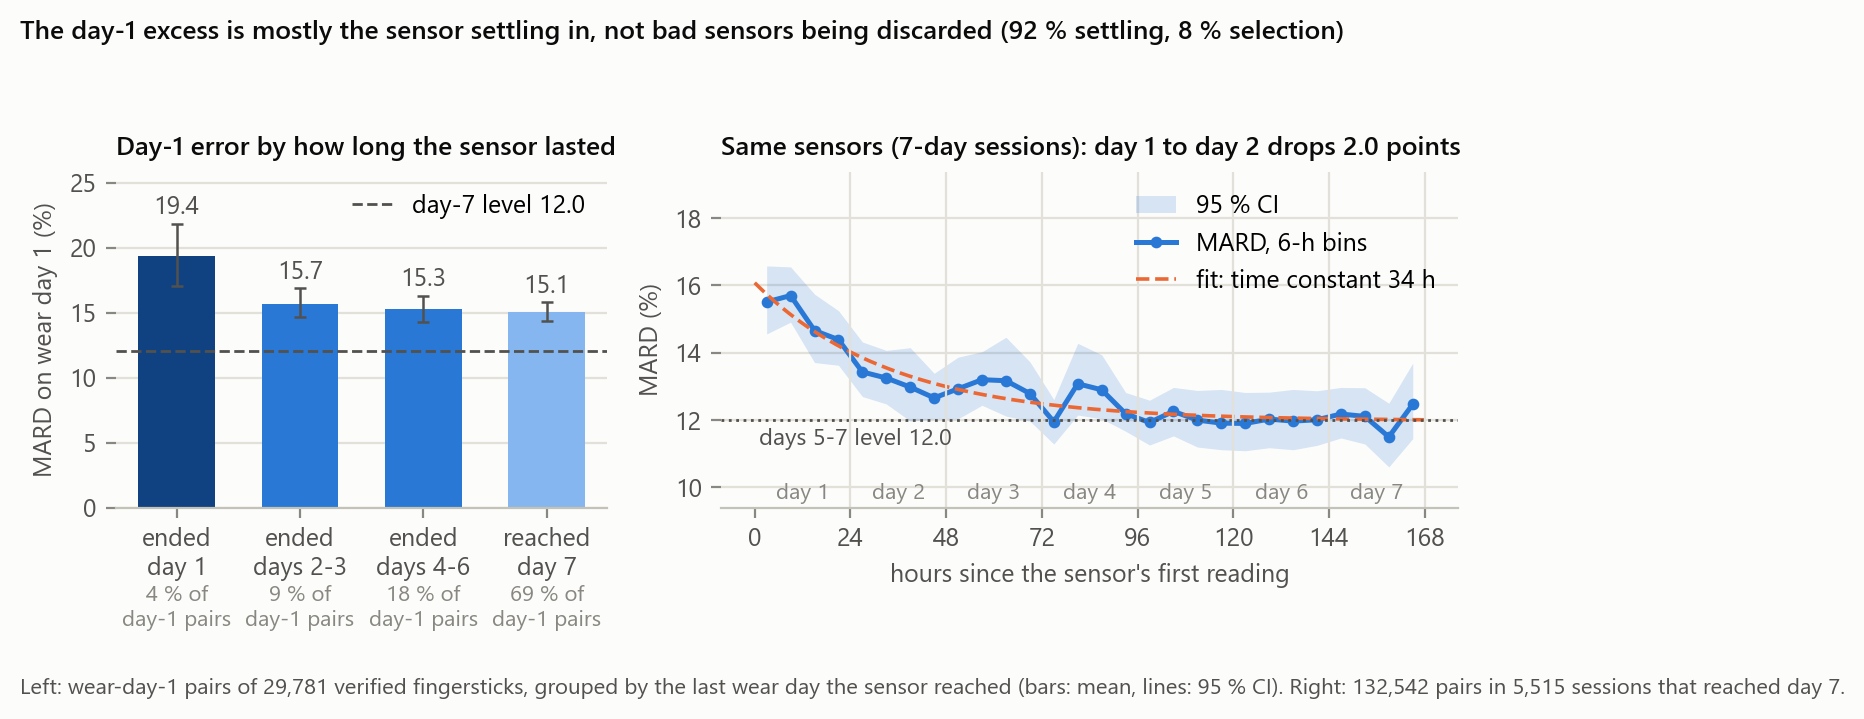 The day-1 excess is mostly the sensor settling in, not bad sensors being discarded (92 % settling, 8 % selection)
Day-1 error by how long the sensor lasted
MARD on wear day 1 (%)
25
20
15
10
5
0
19.4
15.7
15.3
15.1
day-7 level 12.0
ended
day 1
4 % of
day-1 pairs
ended
days 2-3
9 % of
day-1 pairs
ended
days 4-6
18 % of
day-1 pairs
reached
day 7
69 % of
day-1 pairs
Same sensors (7-day sessions): day 1 to day 2 drops 2.0 points
MARD (%)
18
16
14
12
10
95 % CI
MARD, 6-h bins
fit: time constant 34 h
days 5-7 level 12.0
day 1
day 2
day 3
day 4
day 5
day 6
day 7
0
24
48
72
96
120
144
168
hours since the sensor's first reading
Left: wear-day-1 pairs of 29,781 verified fingersticks, grouped by the last wear day the sensor reached (bars: mean, lines: 95 % CI). Right: 132,542 pairs in 5,515 sessions that reached day 7.